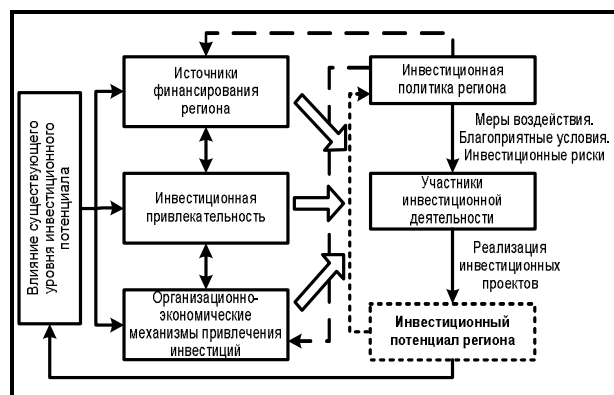 Влияние существующего
уровня инвестиционного
потенциала
Источники
финансирования
региона
Инвестиционная
привлекательность
Организационно-
экономические
механизмы привлечения
инвестиций
Инвестиционная
политика региона
Меры воздействия.
Благоприятные условия.
Инвестиционные риски
Участники
инвестиционной
деятельности
Реализация
инвестиционных
проектов
Инвестиционный
потенциал региона